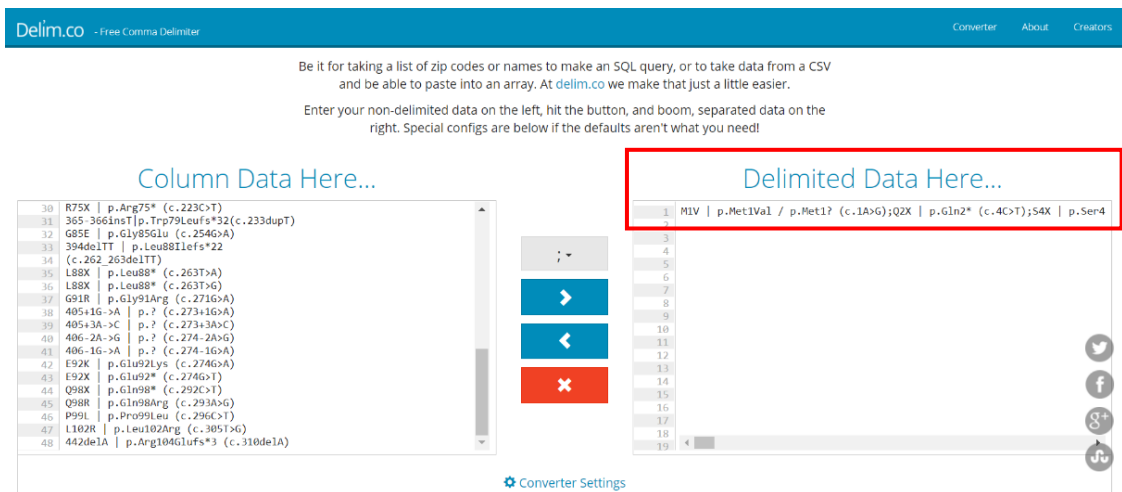 Delim.co - Free Comma Delimiter
Converter About Creators
Be it for taking a list of zip codes or names to make an SQL query, or to take data from a CSV
and be able to paste into an array. At delim.co we make that just a little easier.
Enter your non-delimited data on the left, hit the button, and boom, separated data on the
right. Special configs are below if the defaults aren't what you need!
Column Data Here...
30 R75X | p.Arg75* (c.223C>T)
31 365-366insT|p.Trp79Leufs*32(c.233dupT)
32 G85E | p.Gly85Glu (c.254G>A)
33 394delTT | p.Leu88Ilefs*22
34 (c.262_263delTT)
35 L88X | p.Leu88* (c.263T>A)
36 L88X | p.Leu88* (c.263T>G)
37 G91R | p.Gly91Arg (c.271G>A)
38 405+1G->A | p.? (c.273+1G>A)
39 405+3A->C | p.? (c.273+3A>C)
40 406-2A->G | p.? (c.274-2A>G)
41 406-1G->A | p.? (c.274-1G>A)
42 E92K | p.Glu92Lys (c.274G>A)
43 E92X | p.Glu92* (c.274G>T)
44 Q98X | p.Gln98* (c.292C>T)
45 Q98R | p.Gln98Arg (c.293A>G)
46 P99L | p.Pro99Leu (c.296C>T)
47 L102R | p.Leu102Arg (c.305T>G)
48 442delA | p.Arg104Glufs*3 (c.310delA)
;
Delimited Data Here...
1 M1V | p.Met1Val / p.Met1? (c.1A>G);Q2X | p.Gln2* (c.4C>T);S4X | p.Ser4
2
3
4
5
6
7
8
9
10
11
12
13
14
15
16
17
18
19
Converter Settings